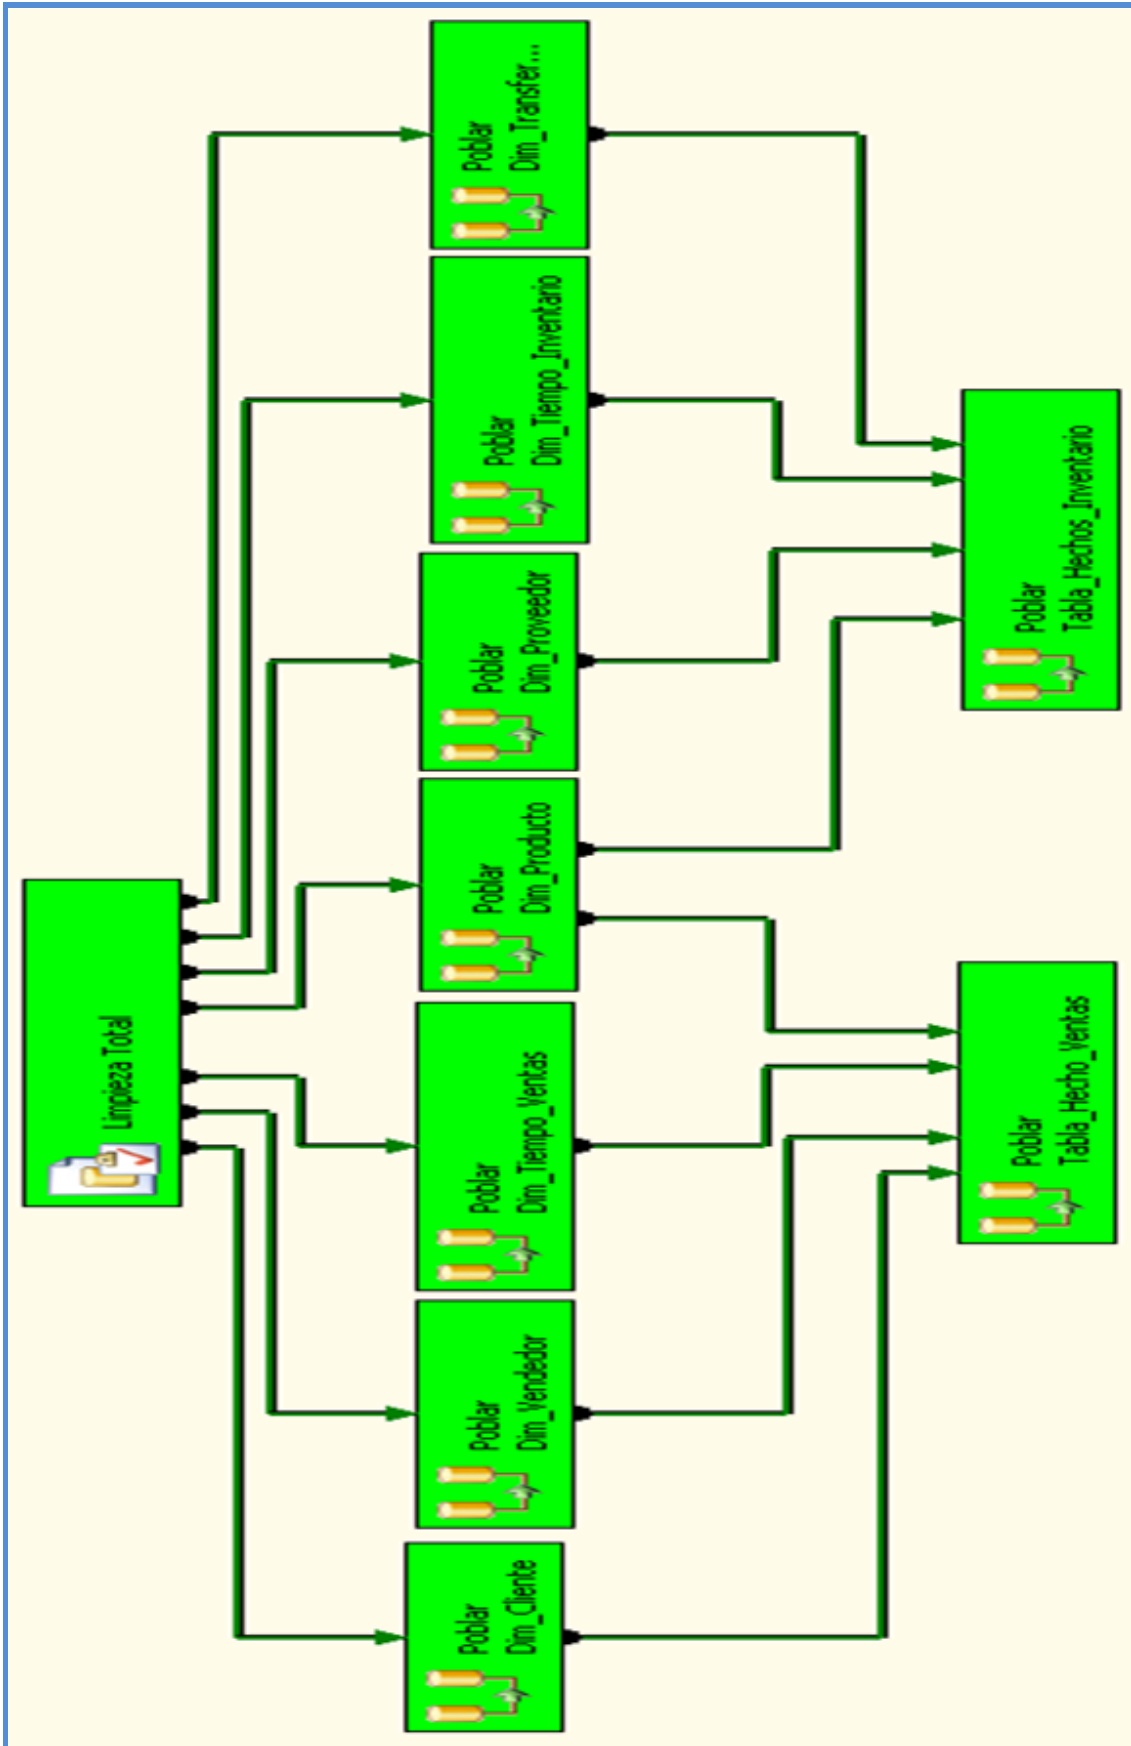 Limpieza Total
Poblar
Dim_Cliente
Poblar
Dim_Vendedor
Poblar
Dim_Tiempo_Ventas
Poblar
Dim_Producto
Poblar
Dim_Proveedor
Poblar
Dim_Tiempo_Inventario
Poblar
Dim_Transfer...
Poblar
Tabla_Hecho_Ventas
Poblar
Tabla_Hechos_Inventario